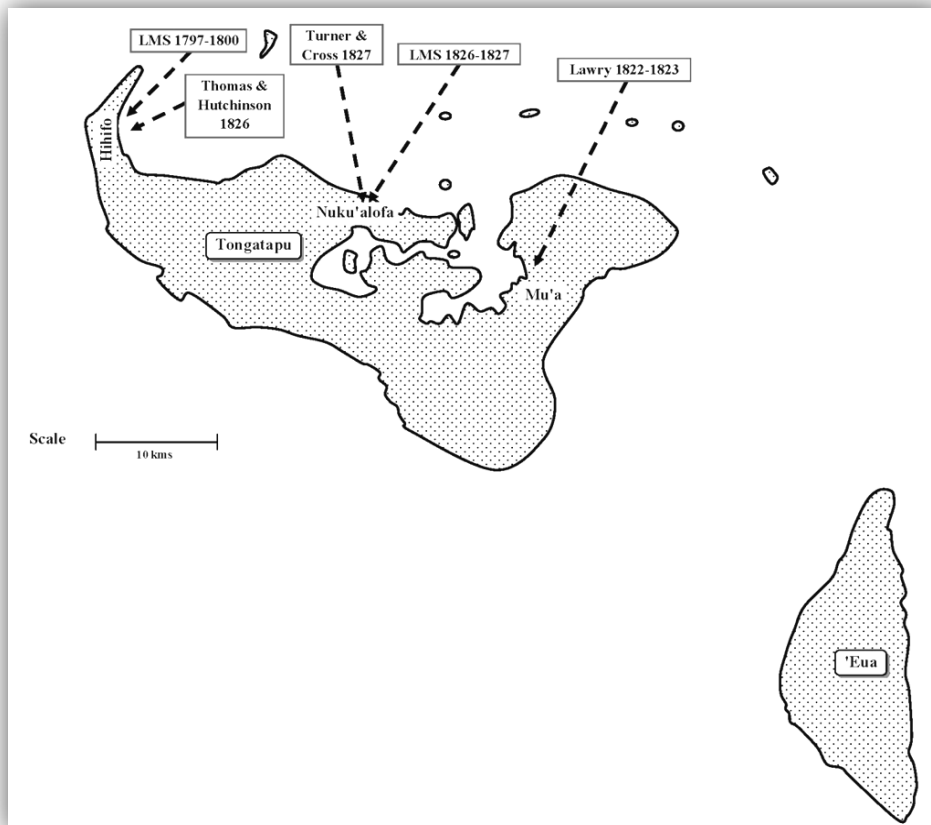 LMS 1797-1800
Turner &
Cross 1827
LMS 1826-1827
Lawry 1822-1823
Thomas &
Hutchinson
1826
Hihifo
Nuku'alofa
Tongatapu
Mu'a
Scale
10 kms
'Eua